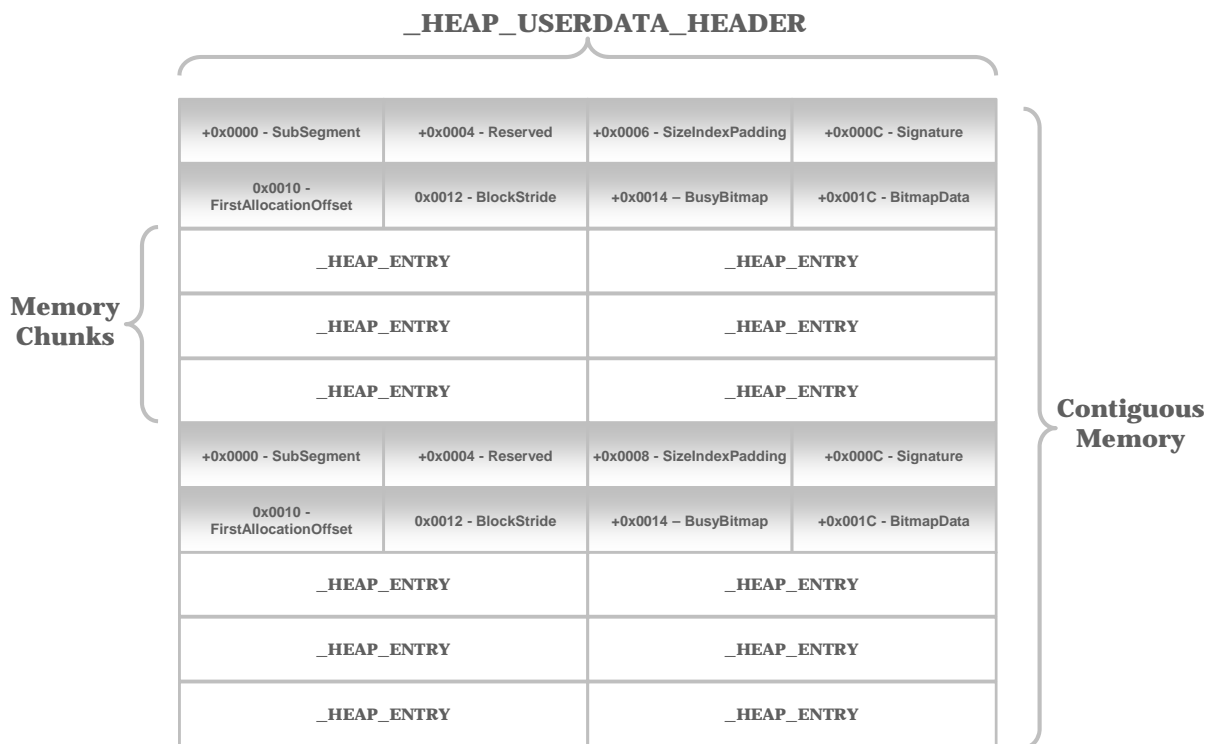 _HEAP_USERDATA_HEADER
+0x0000 - SubSegment
+0x0004 - Reserved
+0x0006 - SizeIndexPadding
+0x000C - Signature
0x0010 -
FirstAllocationOffset
0x0012 - BlockStride
+0x0014 – BusyBitmap
+0x001C - BitmapData
Memory
Chunks
_HEAP_ENTRY
_HEAP_ENTRY
_HEAP_ENTRY
_HEAP_ENTRY
_HEAP_ENTRY
_HEAP_ENTRY
Contiguous
Memory
+0x0000 - SubSegment
+0x0004 - Reserved
+0x0008 - SizeIndexPadding
+0x000C - Signature
0x0010 -
FirstAllocationOffset
0x0012 - BlockStride
+0x0014 – BusyBitmap
+0x001C - BitmapData
_HEAP_ENTRY
_HEAP_ENTRY
_HEAP_ENTRY
_HEAP_ENTRY
_HEAP_ENTRY
_HEAP_ENTRY